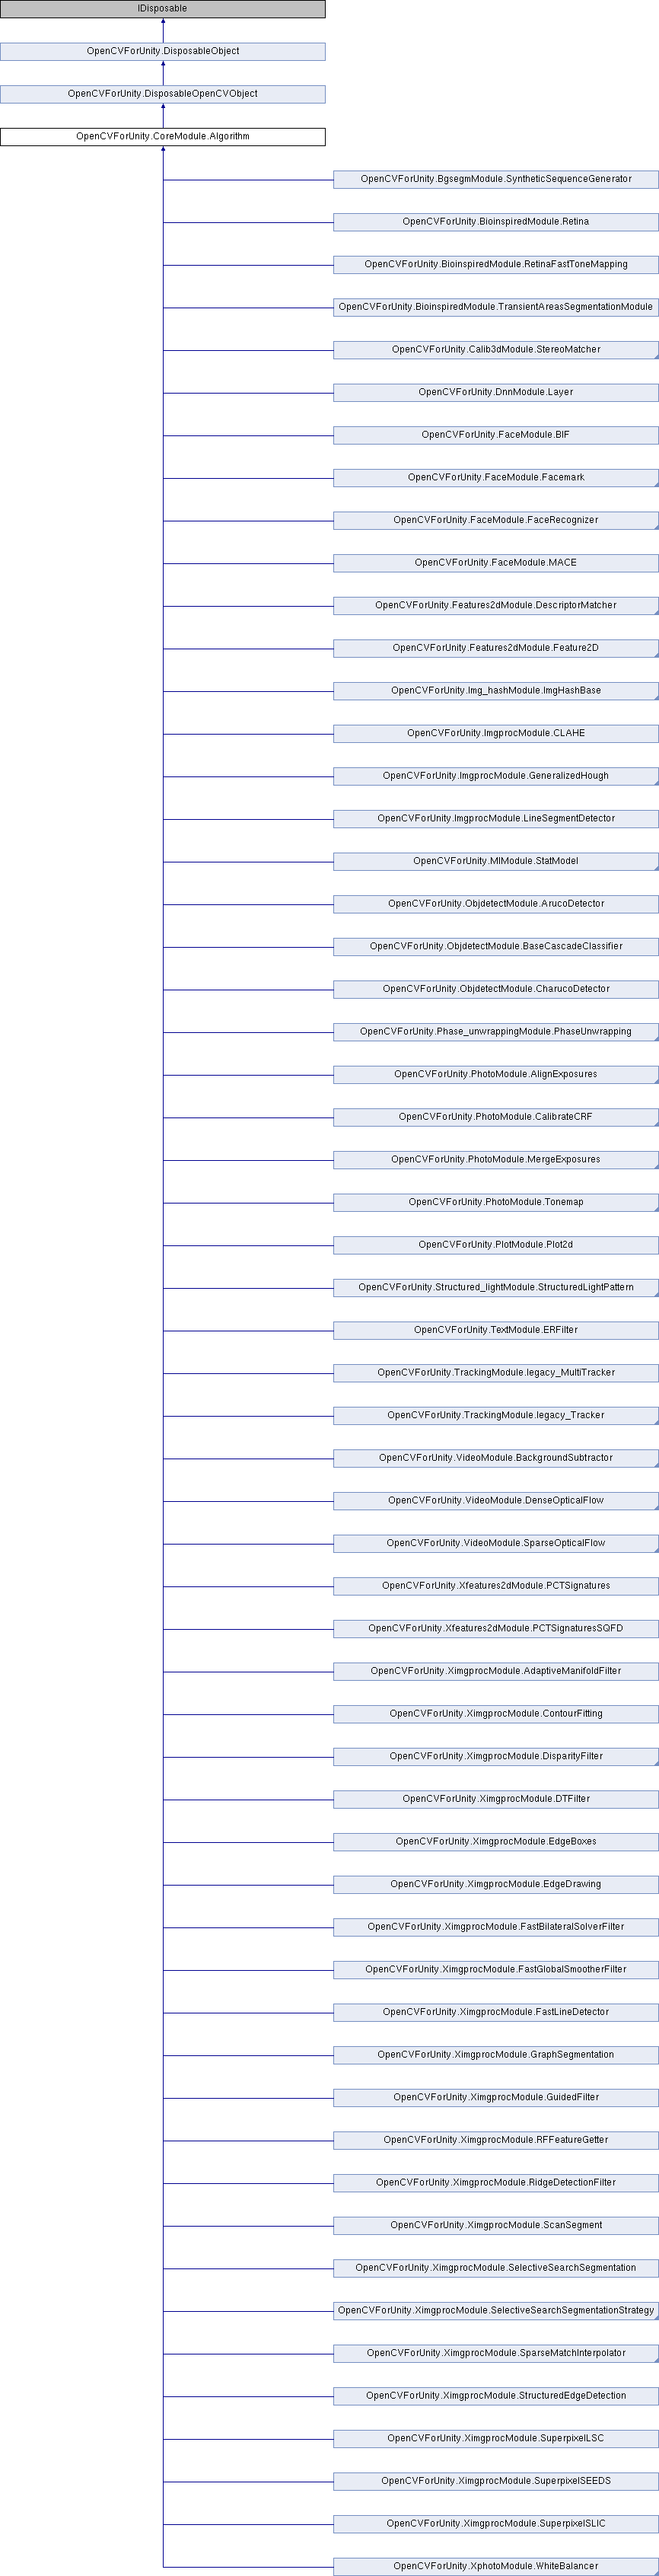 IDisposable
OpenCVForUnity.DisposableObject
OpenCVForUnity.DisposableOpenCVObject
OpenCVForUnity.CoreModule.Algorithm
OpenCVForUnity.BgsegmModule.SyntheticSequenceGenerator
OpenCVForUnity.BioinspiredModule.Retina
OpenCVForUnity.BioinspiredModule.RetinaFastToneMapping
OpenCVForUnity.BioinspiredModule.TransientAreasSegmentationModule
OpenCVForUnity.Calib3dModule.StereoMatcher
OpenCVForUnity.DnnModule.Layer
OpenCVForUnity.FaceModule.BIF
OpenCVForUnity.FaceModule.Facemark
OpenCVForUnity.FaceModule.FaceRecognizer
OpenCVForUnity.FaceModule.MACE
OpenCVForUnity.Features2dModule.DescriptorMatcher
OpenCVForUnity.Features2dModule.Feature2D
OpenCVForUnity.Img_hashModule.ImgHashBase
OpenCVForUnity.ImgprocModule.CLAHE
OpenCVForUnity.ImgprocModule.GeneralizedHough
OpenCVForUnity.ImgprocModule.LineSegmentDetector
OpenCVForUnity.MlModule.StatModel
OpenCVForUnity.ObjdetectModule.ArucoDetector
OpenCVForUnity.ObjdetectModule.BaseCascadeClassifier
OpenCVForUnity.ObjdetectModule.CharucoDetector
OpenCVForUnity.Phase_unwrappingModule.PhaseUnwrapping
OpenCVForUnity.PhotoModule.AlignExposures
OpenCVForUnity.PhotoModule.CalibrateCRF
OpenCVForUnity.PhotoModule.MergeExposures
OpenCVForUnity.PhotoModule.Tonemap
OpenCVForUnity.PlotModule.Plot2d
OpenCVForUnity.Structured_lightModule.StructuredLightPattern
OpenCVForUnity.TextModule.ERFilter
OpenCVForUnity.TrackingModule.legacy_MultiTracker
OpenCVForUnity.TrackingModule.legacy_Tracker
OpenCVForUnity.VideoModule.BackgroundSubtractor
OpenCVForUnity.VideoModule.DenseOpticalFlow
OpenCVForUnity.VideoModule.SparseOpticalFlow
OpenCVForUnity.Xfeatures2dModule.PCTSignatures
OpenCVForUnity.Xfeatures2dModule.PCTSignaturesSQFD
OpenCVForUnity.XimgprocModule.AdaptiveManifoldFilter
OpenCVForUnity.XimgprocModule.ContourFitting
OpenCVForUnity.XimgprocModule.DisparityFilter
OpenCVForUnity.XimgprocModule.DTFilter
OpenCVForUnity.XimgprocModule.EdgeBoxes
OpenCVForUnity.XimgprocModule.EdgeDrawing
OpenCVForUnity.XimgprocModule.FastBilateralSolverFilter
OpenCVForUnity.XimgprocModule.FastGlobalSmootherFilter
OpenCVForUnity.XimgprocModule.FastLineDetector
OpenCVForUnity.XimgprocModule.GraphSegmentation
OpenCVForUnity.XimgprocModule.GuidedFilter
OpenCVForUnity.XimgprocModule.RFFeatureGetter
OpenCVForUnity.XimgprocModule.RidgeDetectionFilter
OpenCVForUnity.XimgprocModule.ScanSegment
OpenCVForUnity.XimgprocModule.SelectiveSearchSegmentation
OpenCVForUnity.XimgprocModule.SelectiveSearchSegmentationStrategy
OpenCVForUnity.XimgprocModule.SparseMatchInterpolator
OpenCVForUnity.XimgprocModule.StructuredEdgeDetection
OpenCVForUnity.XimgprocModule.SuperpixelLSC
OpenCVForUnity.XimgprocModule.SuperpixelSEEDS
OpenCVForUnity.XimgprocModule.SuperpixelSLIC
OpenCVForUnity.XphotoModule.WhiteBalancer